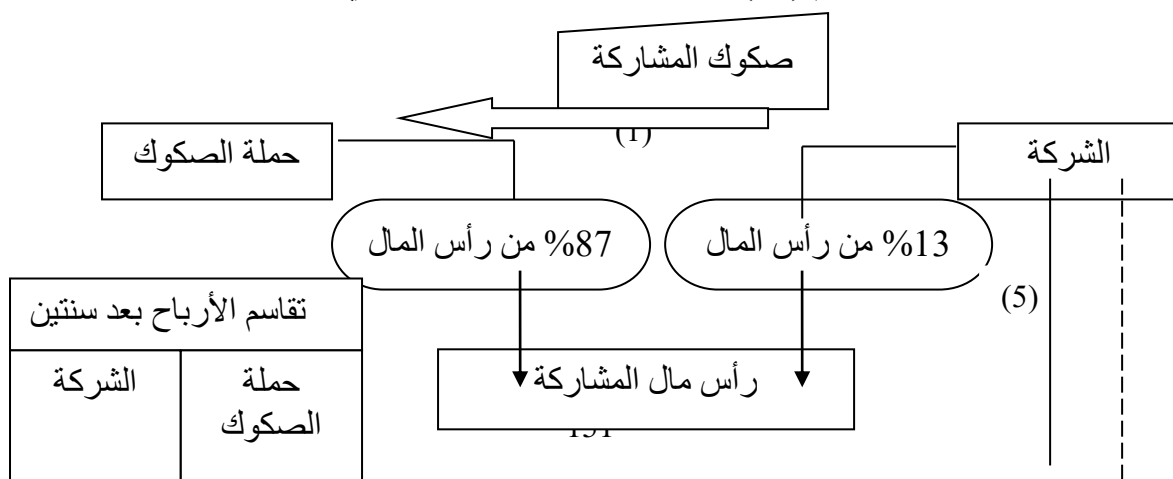 صكوك المشاركة
(1)
الشركة
حملة الصكوك
%13 من رأس المال
%87 من رأس المال
(5)
تقاسم الأرباح بعد سنتين
حملة
الصكوك
الشركة
رأس مال المشاركة